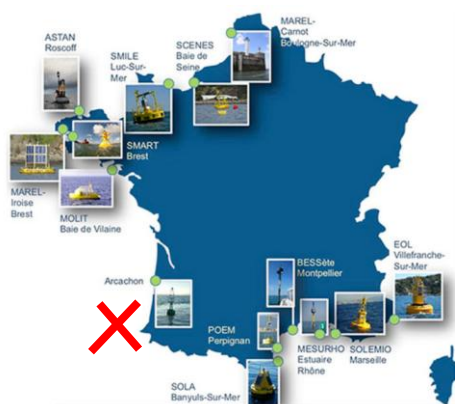 ASTAN
Roscoff
SMILE
Luc-Sur-
Mer
SCENES
Baie de
Seine
MAREL-
Carnot
Boulogne-Sur-Mer
SMART
Brest
MAREL-
Iroise
Brest
MOLIT
Baie de Vilaine
Arcachon
BESSète
Montpellier
EOL
Villefranche-
Sur-Mer
POEM
Perpignan
MESURHO
Estuaire
Rhône
SOLEMIO
Marseille
SOLA
Banyuls-Sur-Mer